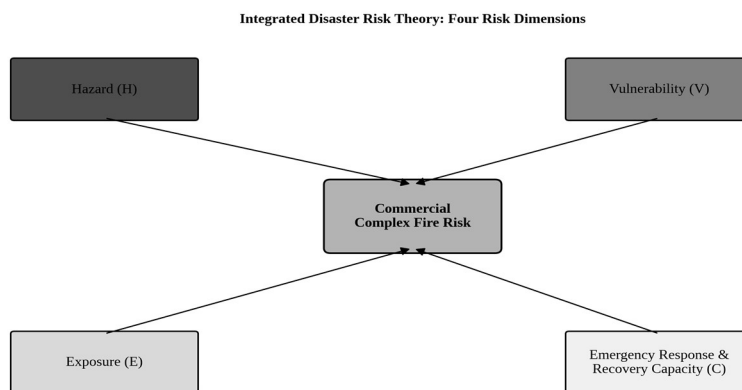 Integrated Disaster Risk Theory: Four Risk Dimensions
Hazard (H)
Vulnerability (V)
Commercial
Complex Fire Risk
Exposure (E)
Emergency Response &
Recovery Capacity (C)